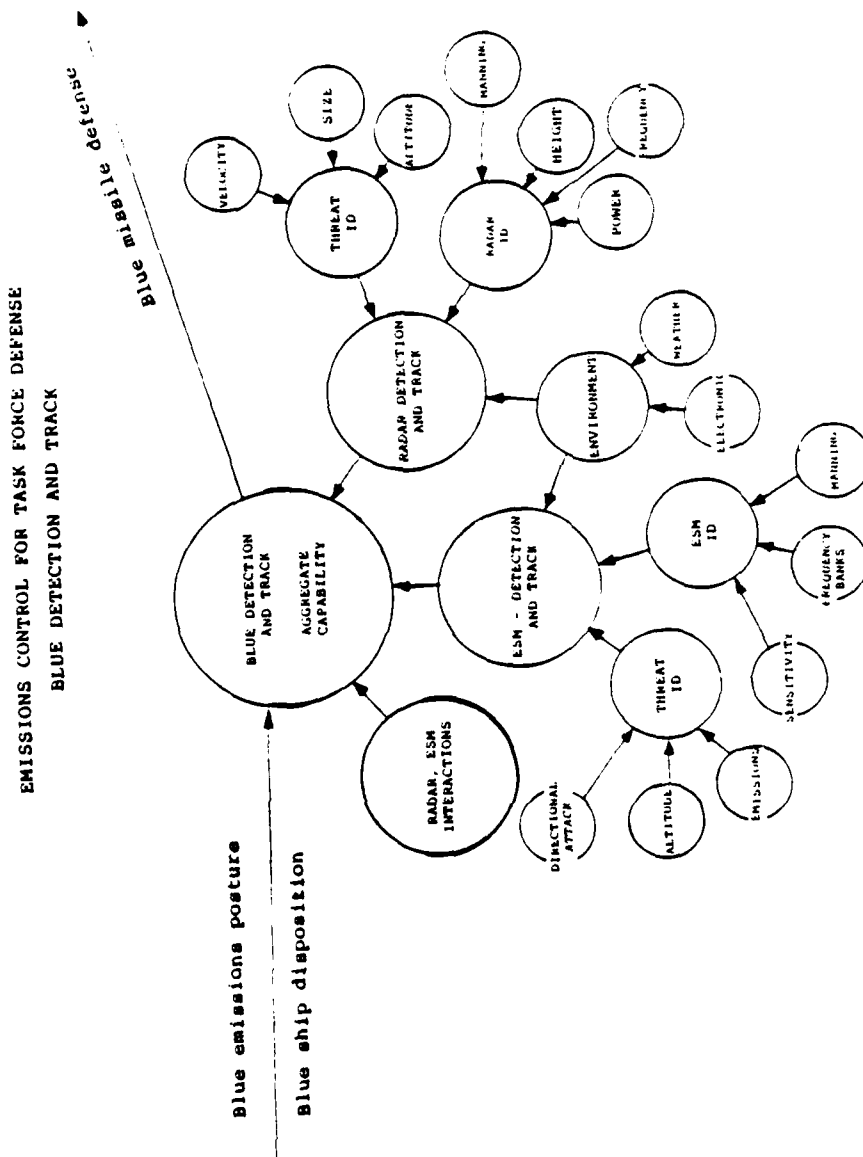 EMISSIONS CONTROL FOR TASK FORCE DEFENSE
BLUE DETECTION AND TRACK
Blue emissions posture
Blue ship disposition
Blue missile defense
BLUE DETECTION
AND TRACK
AGGREGATE
CAPABILITY
RADAR, ESM
INTERACTIONS
ESM - DETECTION
AND TRACK
RADAR DETECTION
AND TRACK
THREAT
ID
VELOCITY
SIZE
ALTITUDE
RADAR
ID
MANNING
HEIGHT
FREQUENCY
POWER
ENVIRONMENT
WEATHER
ELECTRONIC
ESM
ID
MANNING
FREQUENCY
BANKS
SENSITIVITY
THREAT
ID
DIRECTIONAL
ATTACK
ALTITUDE
EMISSIONS